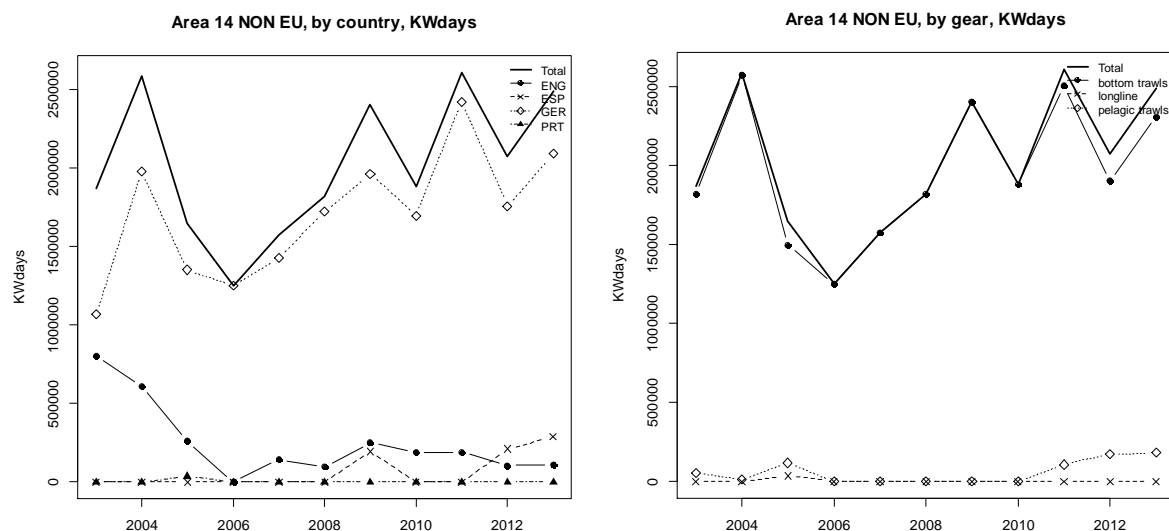 Area 14 NON EU, by country, KWdays
Total
ENG
ESP
GER
PRT
KWdays
2500000
2000000
1500000
1000000
500000
0
2004
2006
2008
2010
2012
Area 14 NON EU, by gear, KWdays
Total
bottom trawls
longline
pelagic trawls
KWdays
2500000
2000000
1500000
1000000
500000
0
2004
2006
2008
2010
2012